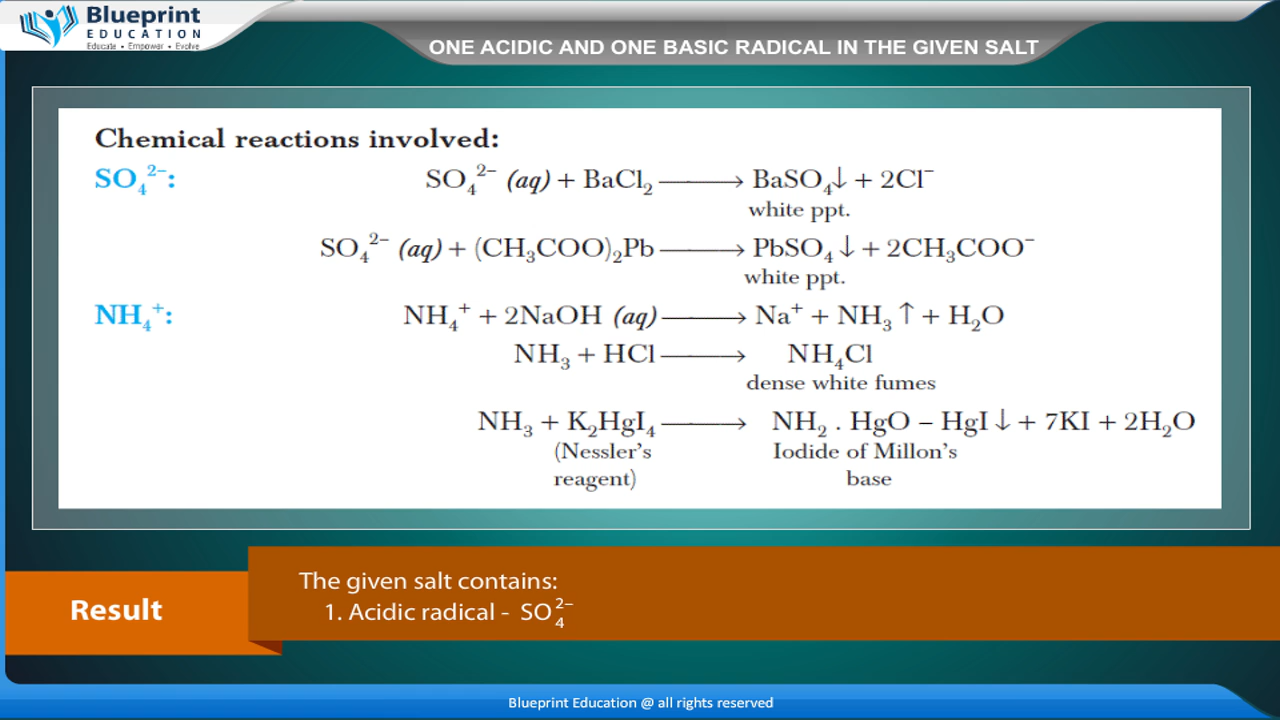 Blueprint
EDUCATION
Educate • Empower • Evolve
ONE ACIDIC AND ONE BASIC RADICAL IN THE GIVEN SALT
Chemical reactions involved:
SO₄²⁻: SO₄²⁻ (aq) + BaCl₂ ⟶ BaSO₄↓ + 2Cl⁻
white ppt.
SO₄²⁻ (aq) + (CH₃COO)₂Pb ⟶ PbSO₄↓ + 2CH₃COO⁻
white ppt.
NH₄⁺: NH₄⁺ + 2NaOH (aq) ⟶ Na⁺ + NH₃↑ + H₂O
NH₃ + HCl ⟶ NH₄Cl
dense white fumes
NH₃ + K₂HgI₄ ⟶ NH₂ . HgO – HgI↓ + 7KI + 2H₂O
(Nessler's Iodide of Millon's
reagent) base
Result
The given salt contains:
1. Acidic radical - SO₄²⁻
Blueprint Education @ all rights reserved